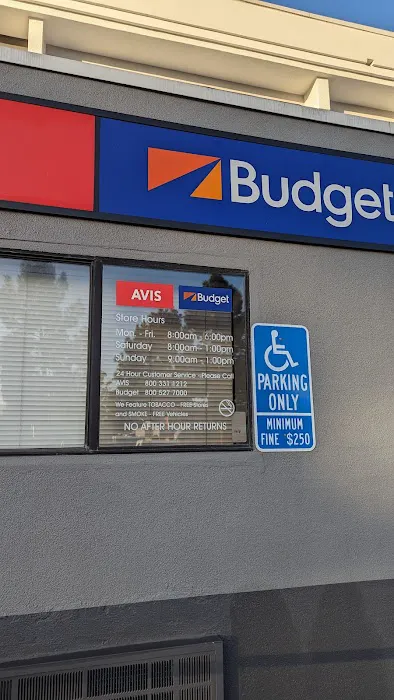 Budget
AVIS Budget
Store Hours
Mon. - Fri. 8:00am - 6:00pm
Saturday 8:00am - 1:00pm
Sunday 9:00am - 1:00pm
24 Hour Customer Service - Please Call
AVIS 800 331 1212
Budget 800 527 7000
We Feature TOBACCO - FREE Stores
and SMOKE - FREE Vehicles
NO AFTER HOUR RETURNS
PARKING
ONLY
MINIMUM
FINE $250